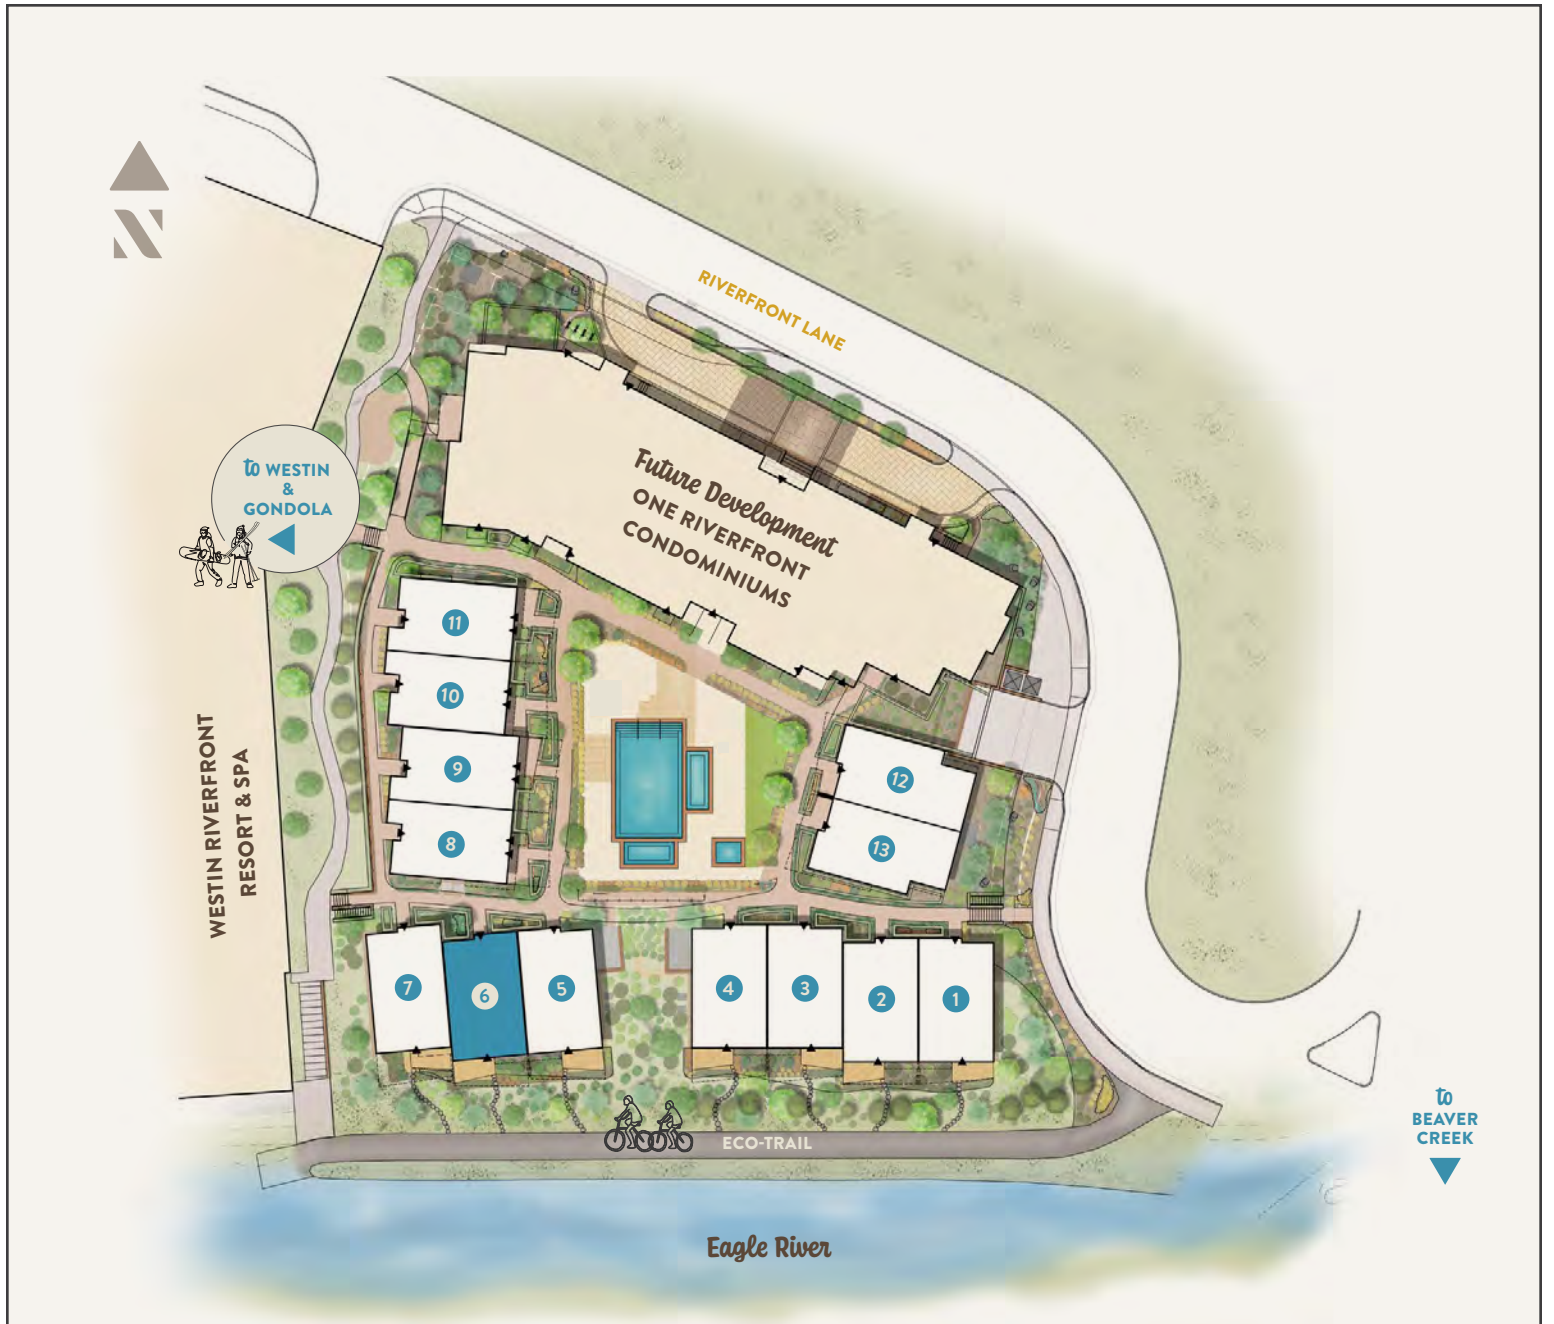 N
RIVERFRONT LANE
to WESTIN
&
GONDOLA
Future Development
ONE RIVERFRONT
CONDOMINIUMS
11
10
9
8
12
13
WESTIN RIVERFRONT
RESORT & SPA
7
6
5
4
3
2
1
ECO-TRAIL
to
BEAVER
CREEK
Eagle River